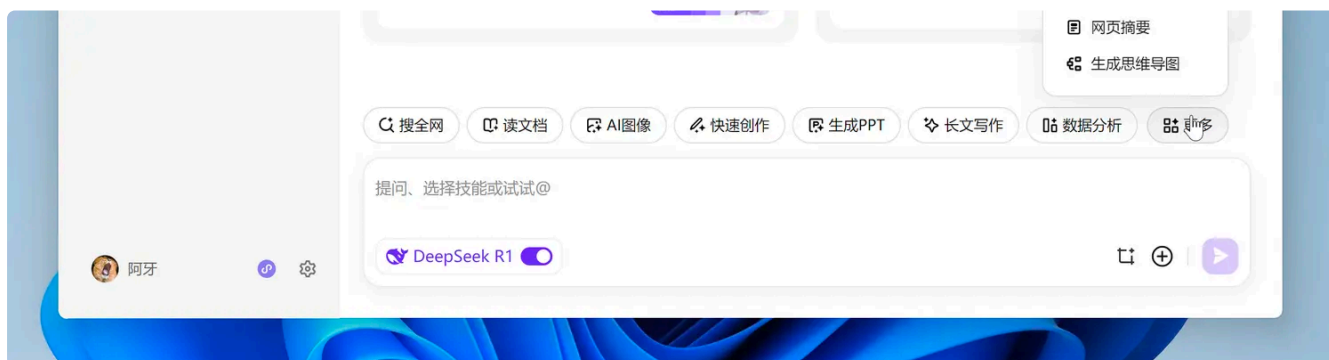 网页摘要
生成思维导图
搜全网 读文档 AI图像 快速创作 生成PPT 长文写作 数据分析
提问、选择技能或试试@
DeepSeek R1
阿牙